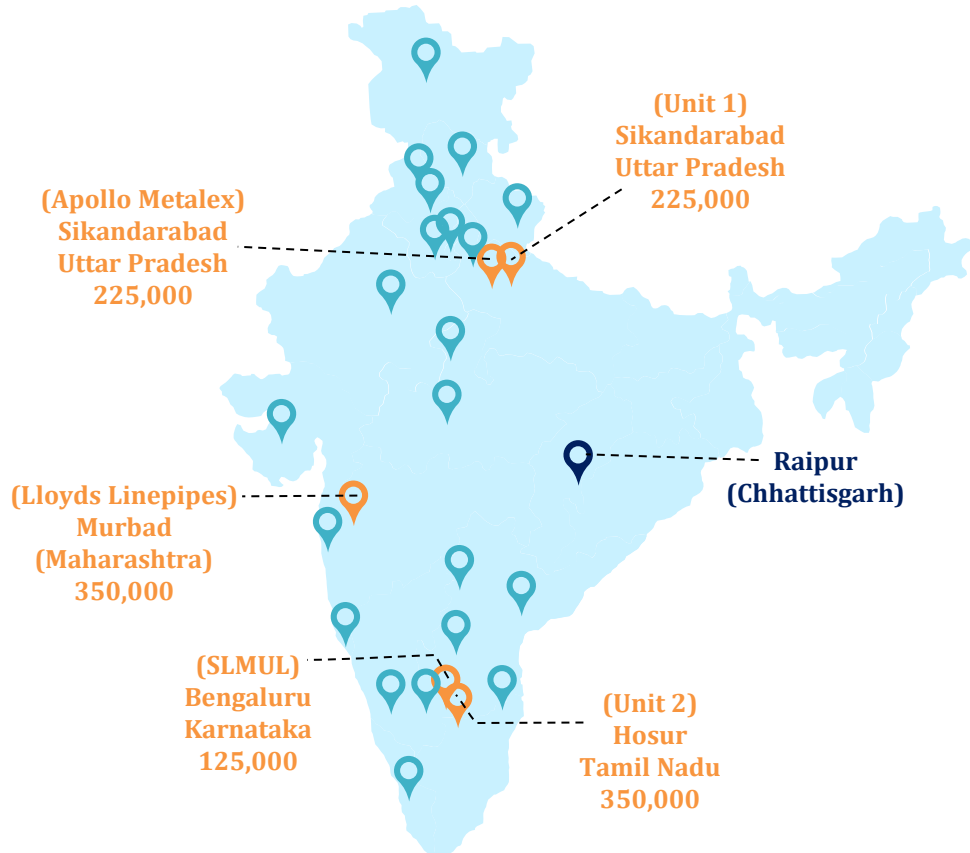 (Unit 1)
Sikandarabad
Uttar Pradesh
225,000
(Apollo Metalex)
Sikandarabad
Uttar Pradesh
225,000
Raipur
(Chhattisgarh)
(Lloyds Linepipes)
Murbad
(Maharashtra)
350,000
(SLMUL)
Bengaluru
Karnataka
125,000
(Unit 2)
Hosur
Tamil Nadu
350,000